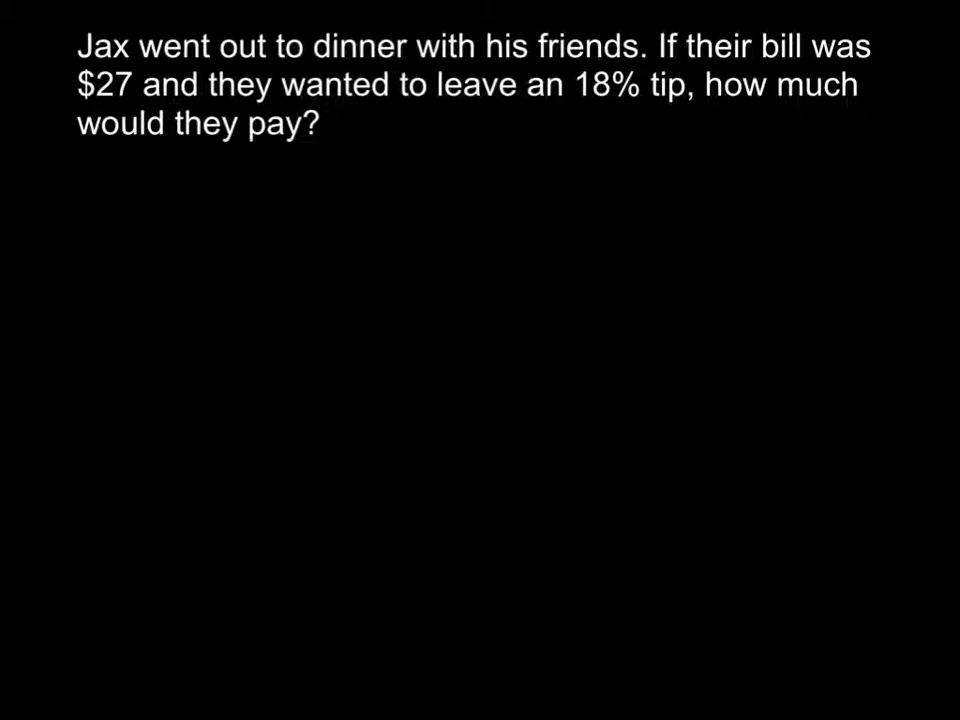 Jax went out to dinner with his friends. If their bill was
$27 and they wanted to leave an 18% tip, how much
would they pay?